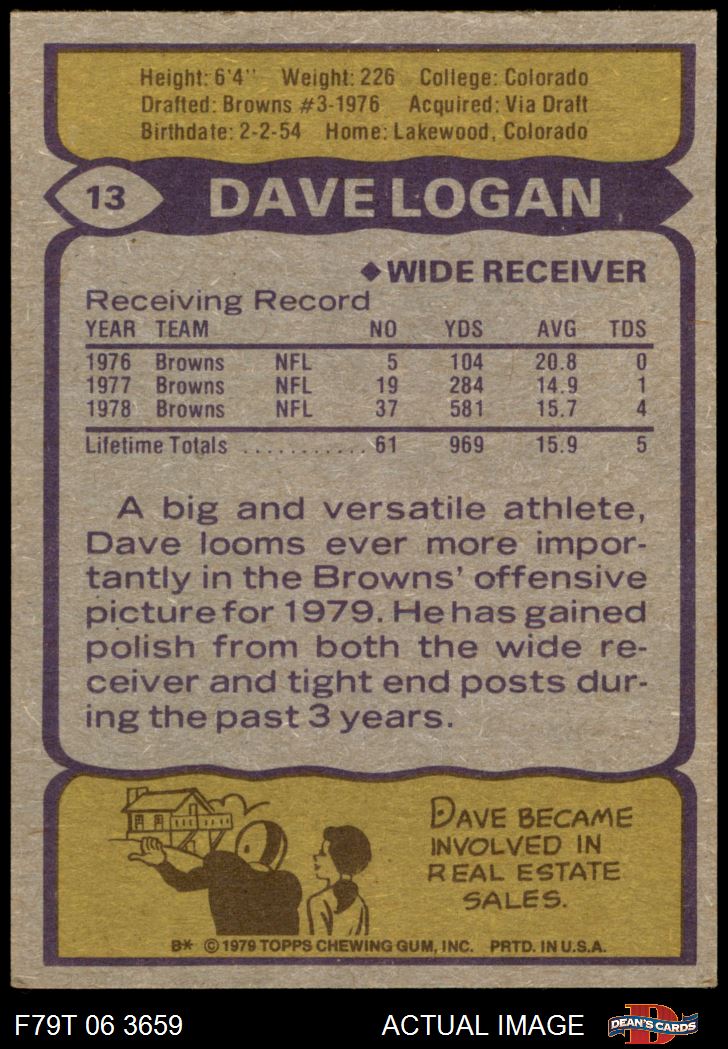 Height: 6'4" Weight: 226 College: Colorado
Drafted: Browns #3-1976 Acquired: Via Draft
Birthdate: 2-2-54 Home: Lakewood, Colorado
13 DAVE LOGAN
◆WIDE RECEIVER
Receiving Record
YEAR TEAM NO YDS AVG TDS
1976 Browns NFL 5 104 20.8 0
1977 Browns NFL 19 284 14.9 1
1978 Browns NFL 37 581 15.7 4
Lifetime Totals ........... 61 969 15.9 5
A big and versatile athlete,
Dave looms ever more impor-
tantly in the Browns' offensive
picture for 1979. He has gained
polish from both the wide re-
ceiver and tight end posts dur-
ing the past 3 years.
DAVE BECAME
INVOLVED IN
REAL ESTATE
SALES.
B* © 1979 TOPPS CHEWING GUM, INC. PRTD. IN U.S.A.
F79T 06 3659 ACTUAL IMAGE D DEAN'S CARDS